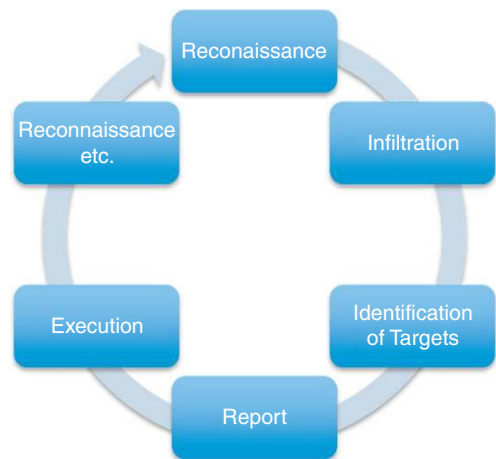 Reconaissance
Infiltration
Identification
of Targets
Report
Execution
Reconnaissance
etc.